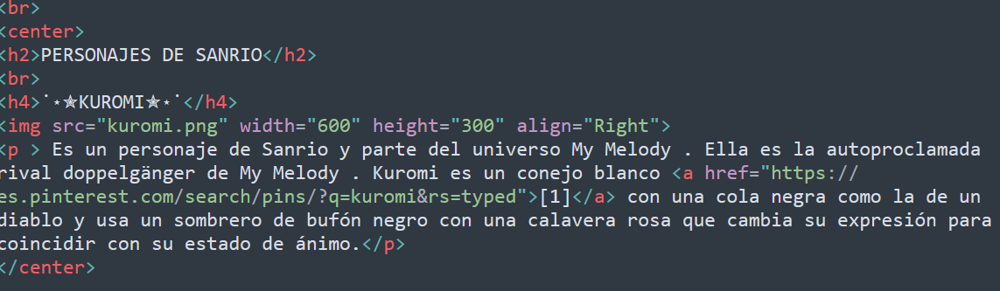 <br>
<center>
<h2>PERSONAJES DE SANRIO</h2>
<br>
<h4>˙⋆✮KUROMI✮⋆˙</h4>
<img src="kuromi.png" width="600" height="300" align="Right">
<p > Es un personaje de Sanrio y parte del universo My Melody . Ella es la autoproclamada
rival doppelgänger de My Melody . Kuromi es un conejo blanco <a href="https://
es.pinterest.com/search/pins/?q=kuromi&rs=typed">[1]</a> con una cola negra como la de un
diablo y usa un sombrero de bufón negro con una calavera rosa que cambia su expresión para
coincidir con su estado de ánimo.</p>
</center>